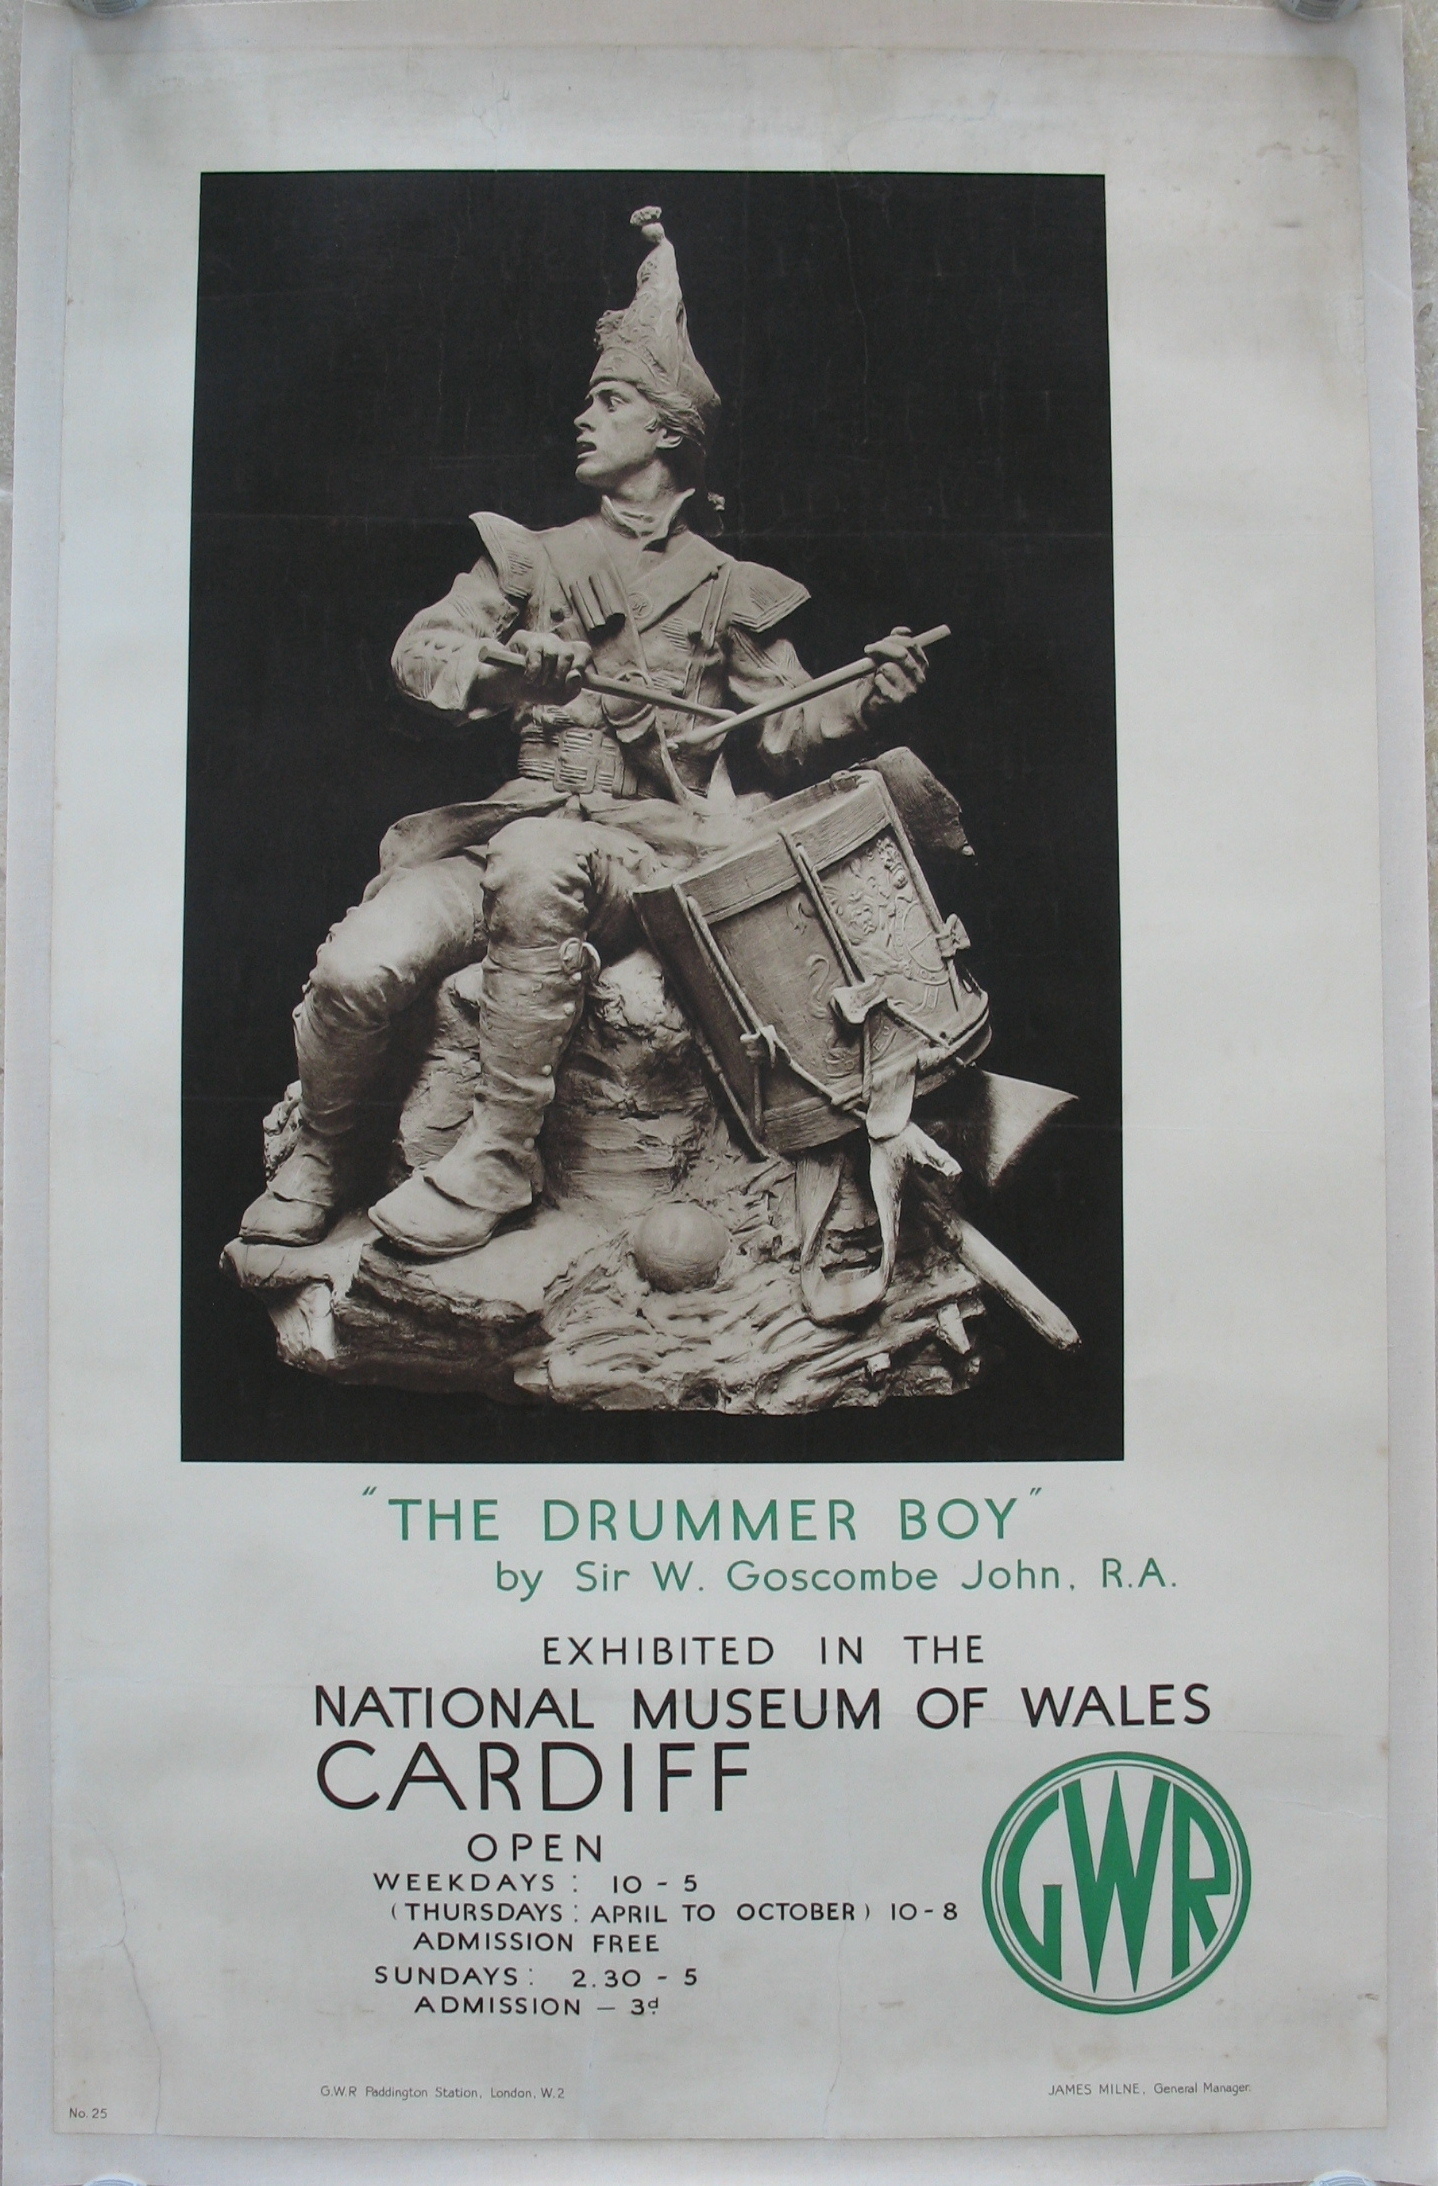 "THE DRUMMER BOY"
by Sir W. Goscombe John, R.A.
EXHIBITED IN THE
NATIONAL MUSEUM OF WALES
CARDIFF
OPEN
WEEKDAYS : 10 - 5
(THURSDAYS : APRIL TO OCTOBER) 10 - 8
ADMISSION FREE
SUNDAYS : 2.30 - 5
ADMISSION — 3d.
GWR
G.W.R Paddington Station, London, W.2
JAMES MILNE, General Manager.
No. 25